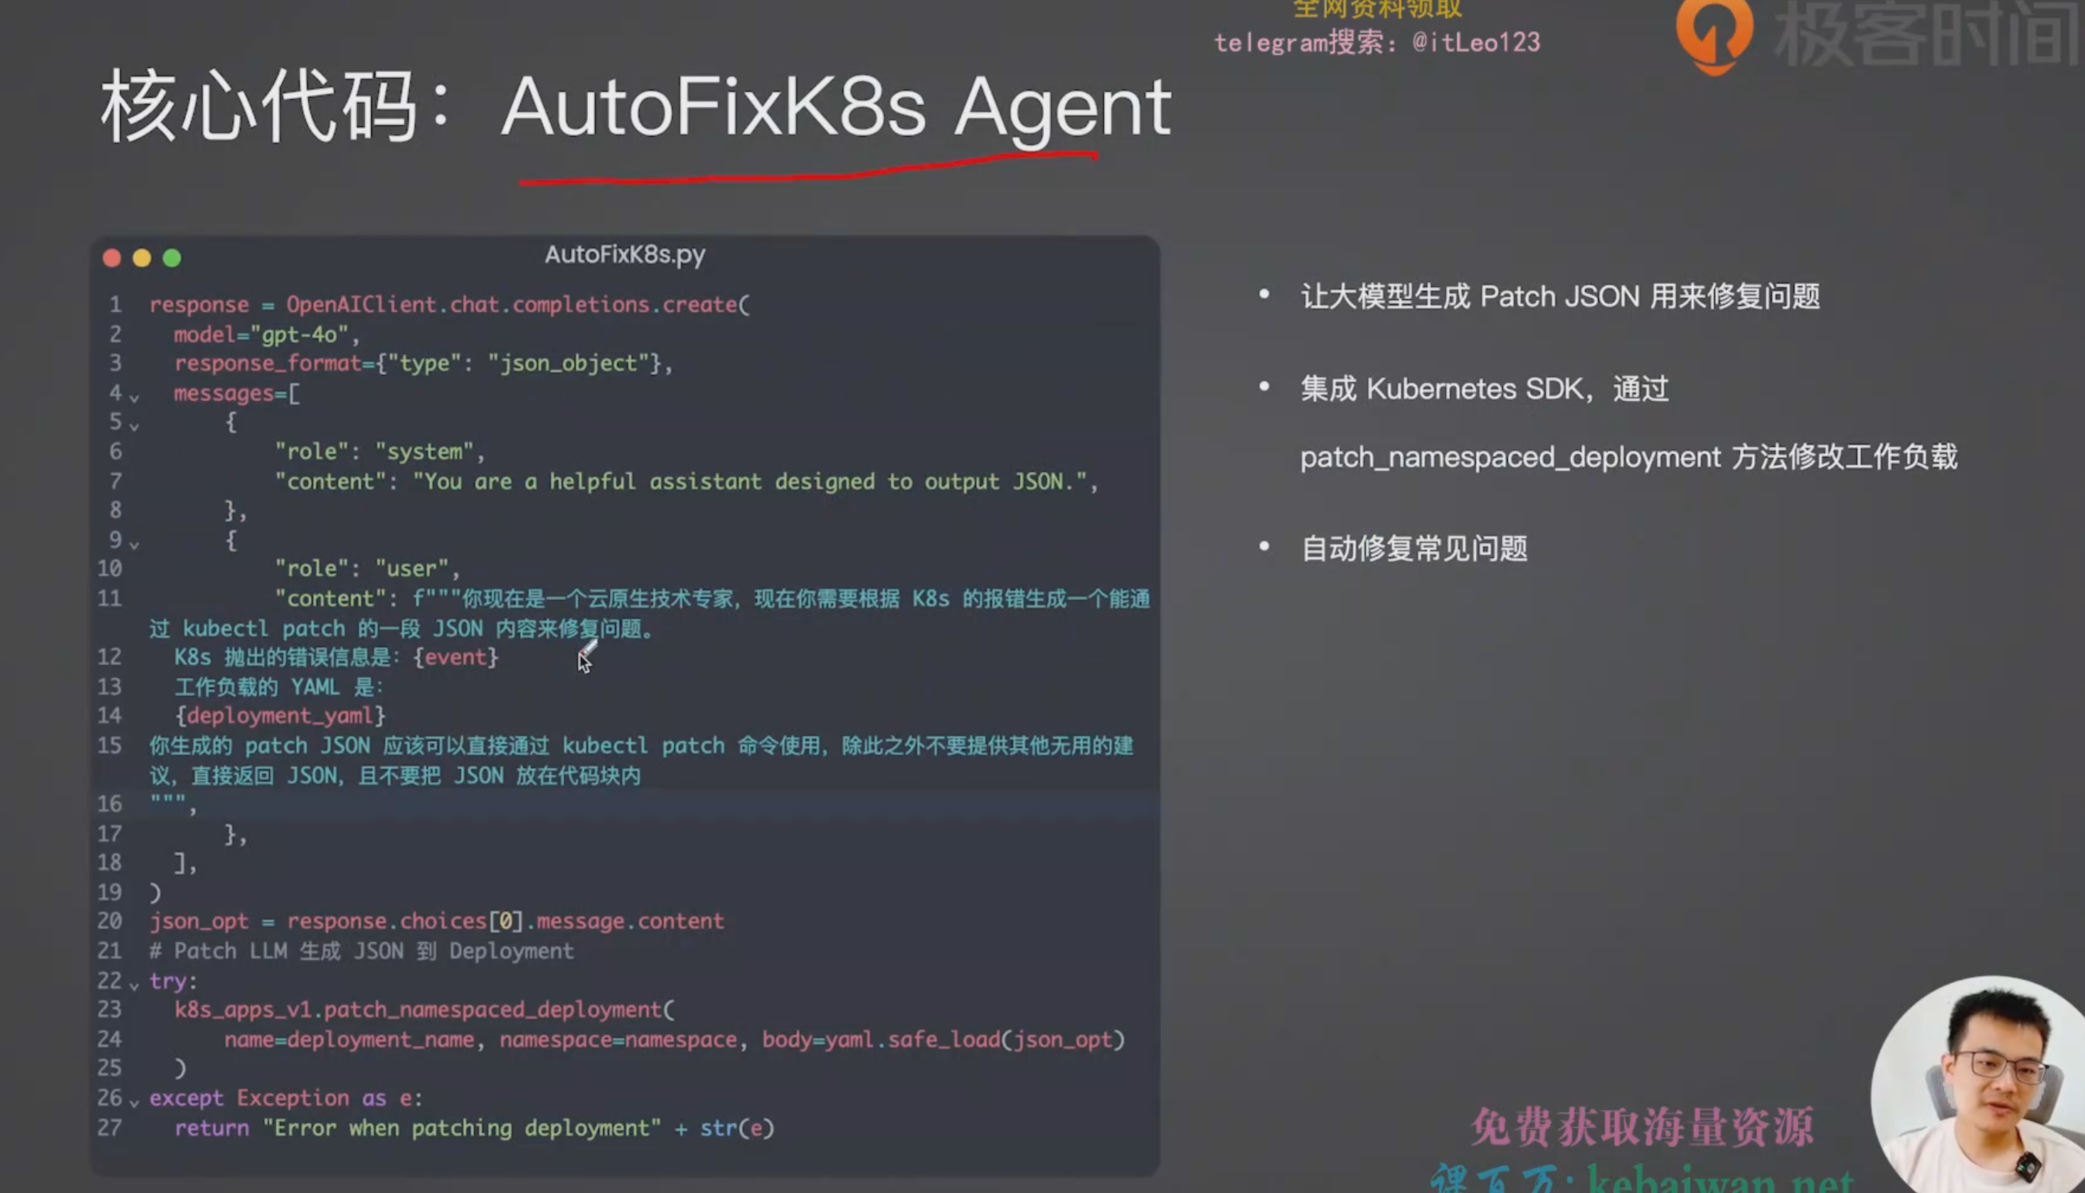 全网资料领取
telegram搜索：@itLeo123
极客时间
核心代码：AutoFixK8s Agent
AutoFixK8s.py
1 response = OpenAIClient.chat.completions.create(
2 model="gpt-4o",
3 response_format={"type": "json_object"},
4 messages=[
5 {
6 "role": "system",
7 "content": "You are a helpful assistant designed to output JSON.",
8 },
9 {
10 "role": "user",
11 "content": f"""你现在是一个云原生技术专家，现在你需要根据 K8s 的报错生成一个能通
过 kubectl patch 的一段 JSON 内容来修复问题。
12 K8s 抛出的错误信息是：{event}
13 工作负载的 YAML 是：
14 {deployment_yaml}
15 你生成的 patch JSON 应该可以直接通过 kubectl patch 命令使用，除此之外不要提供其他无用的建
议，直接返回 JSON，且不要把 JSON 放在代码块内
16 """,
17 },
18 ],
19 )
20 json_opt = response.choices[0].message.content
21 # Patch LLM 生成 JSON 到 Deployment
22 try:
23 k8s_apps_v1.patch_namespaced_deployment(
24 name=deployment_name, namespace=namespace, body=yaml.safe_load(json_opt)
25 )
26 except Exception as e:
27 return "Error when patching deployment" + str(e)
• 让大模型生成 Patch JSON 用来修复问题
• 集成 Kubernetes SDK，通过
patch_namespaced_deployment 方法修改工作负载
• 自动修复常见问题
免费获取海量资源
课百万：kebaiwan.net